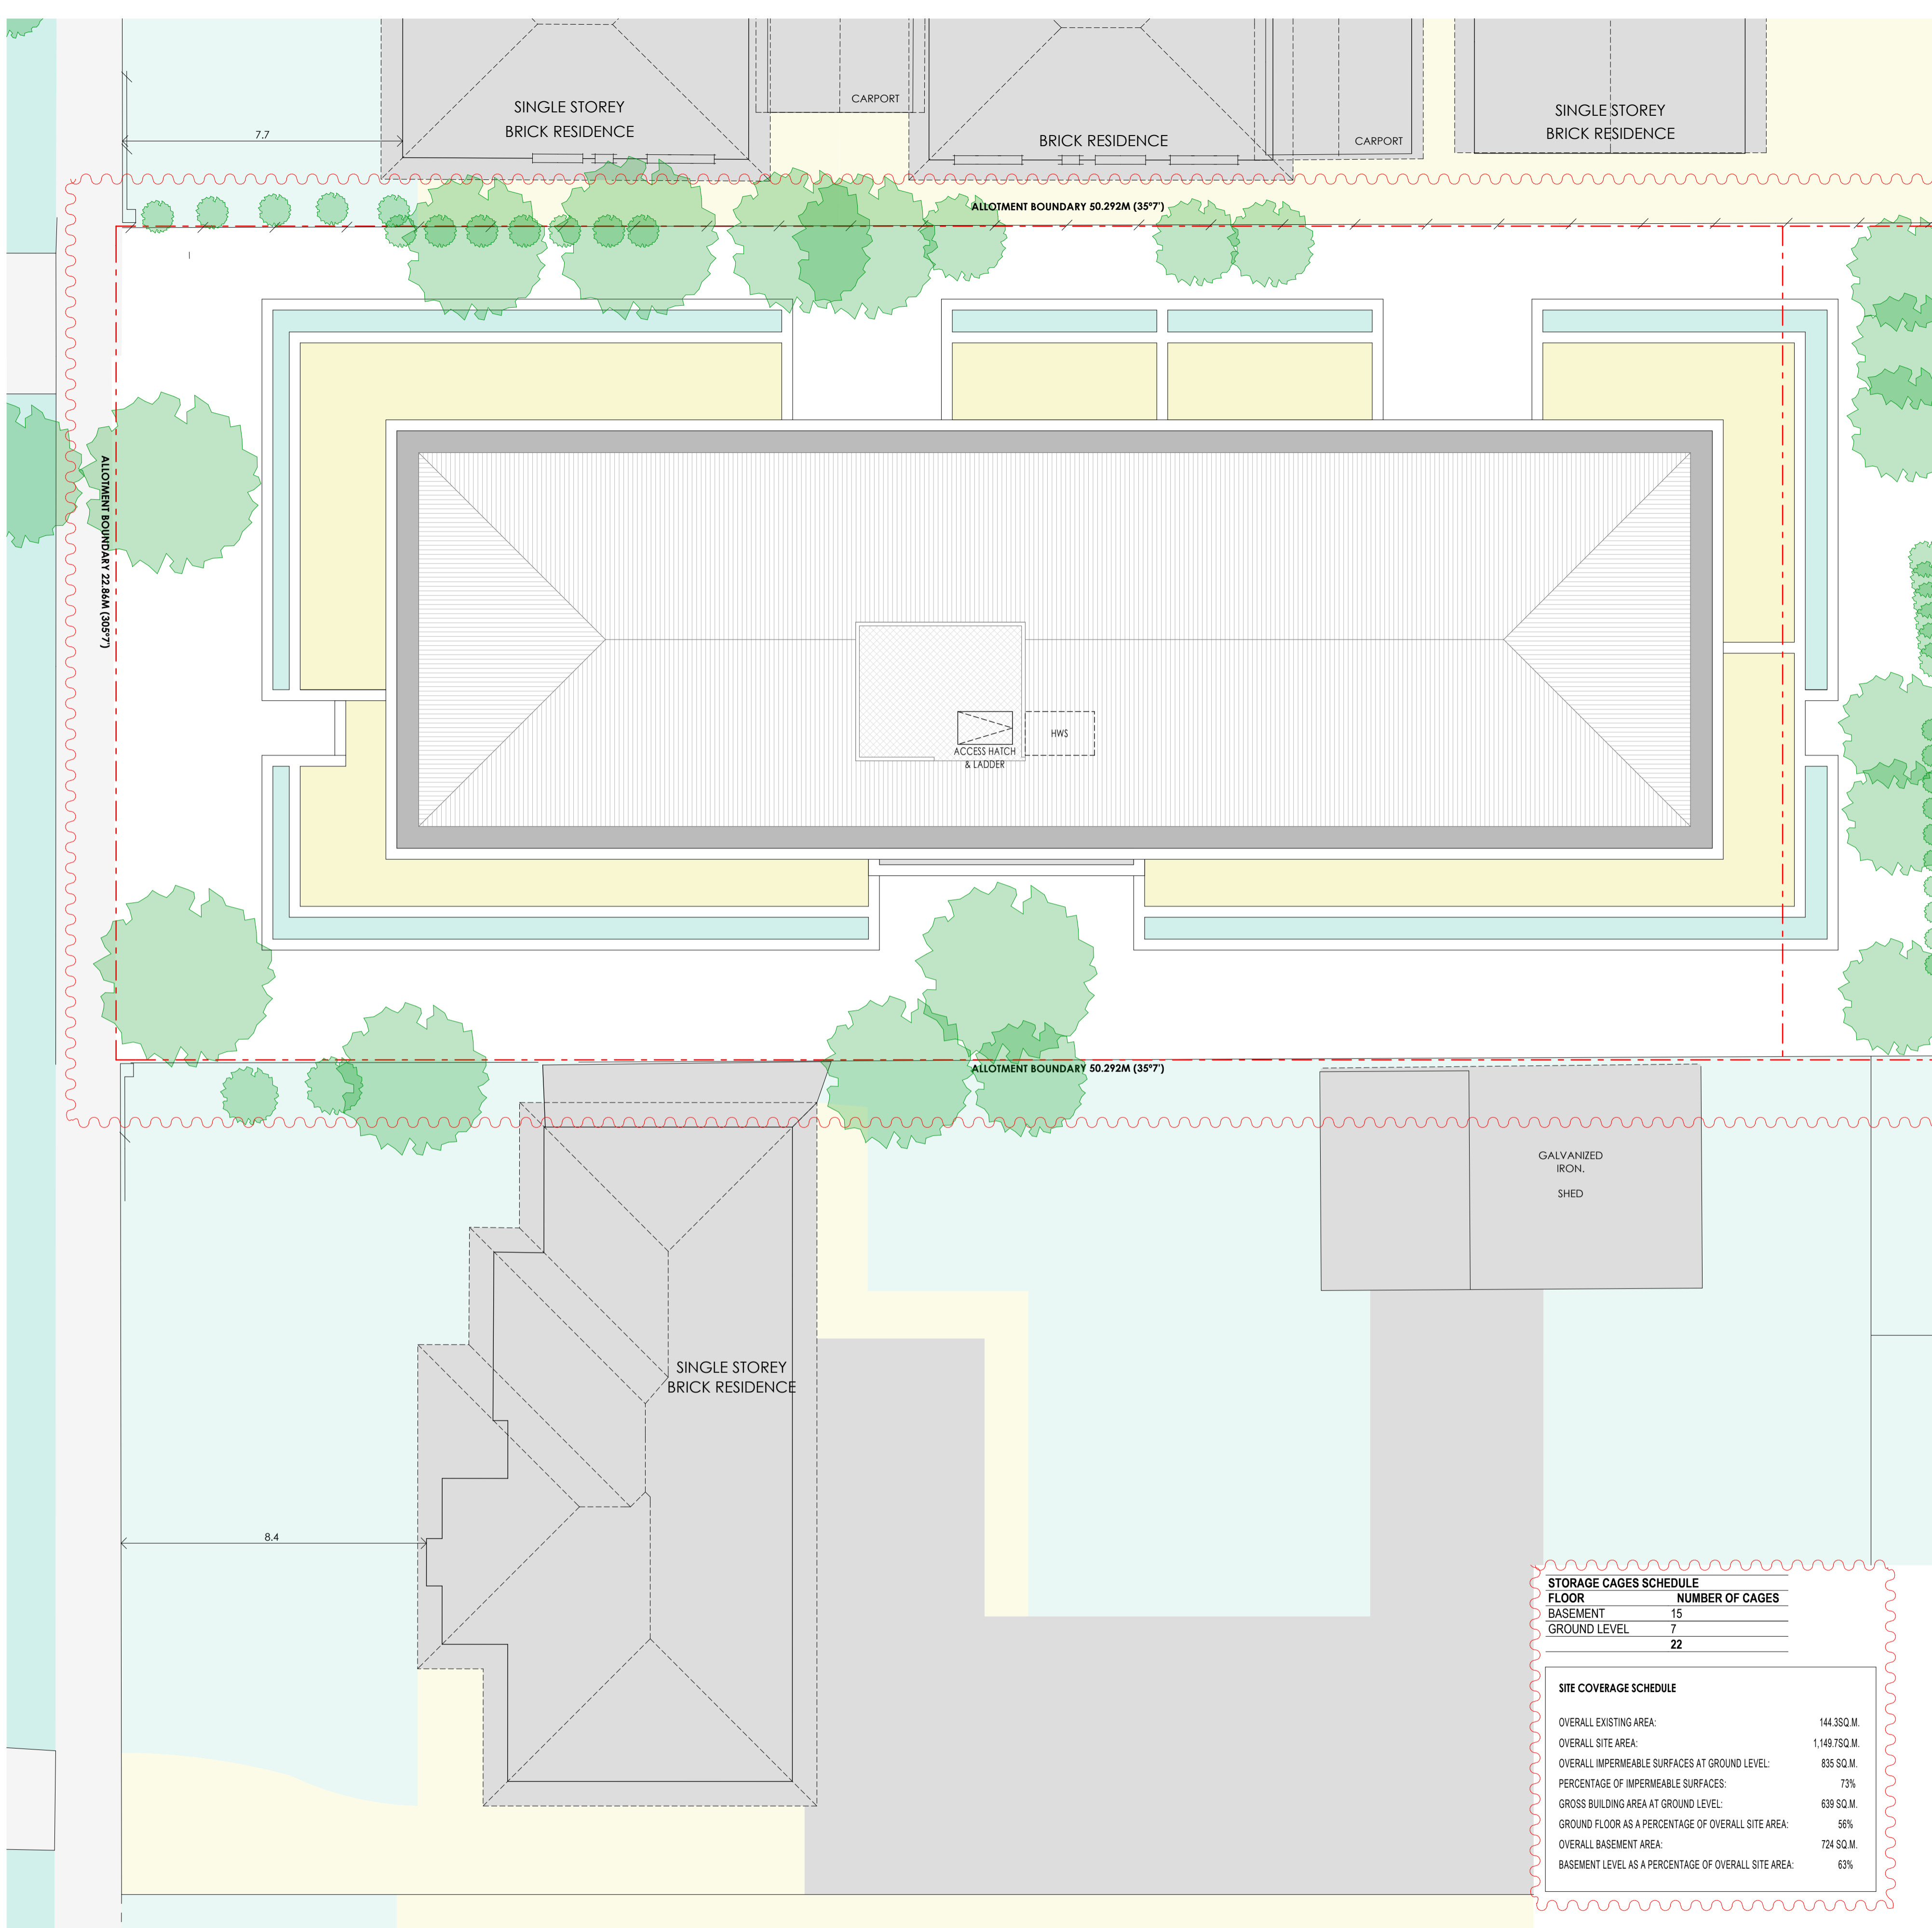 SINGLE STOREY
BRICK RESIDENCE
CARPORT
BRICK RESIDENCE
CARPORT
SINGLE STOREY
BRICK RESIDENCE
7.7
ALLOTMENT BOUNDARY 50.292M (35°7')
ALLOTMENT BOUNDARY 22.86M (305°7')
ACCESS HATCH
& LADDER
HWS
ALLOTMENT BOUNDARY 50.292M (35°7')
GALVANIZED
IRON.
SHED
SINGLE STOREY
BRICK RESIDENCE
8.4
STORAGE CAGES SCHEDULE
FLOOR NUMBER OF CAGES
BASEMENT 15
GROUND LEVEL 7
22
SITE COVERAGE SCHEDULE
OVERALL EXISTING AREA: 144.3SQ.M.
OVERALL SITE AREA: 1,149.7SQ.M.
OVERALL IMPERMEABLE SURFACES AT GROUND LEVEL: 835 SQ.M.
PERCENTAGE OF IMPERMEABLE SURFACES: 73%
GROSS BUILDING AREA AT GROUND LEVEL: 639 SQ.M.
GROUND FLOOR AS A PERCENTAGE OF OVERALL SITE AREA: 56%
OVERALL BASEMENT AREA: 724 SQ.M.
BASEMENT LEVEL AS A PERCENTAGE OF OVERALL SITE AREA: 63%